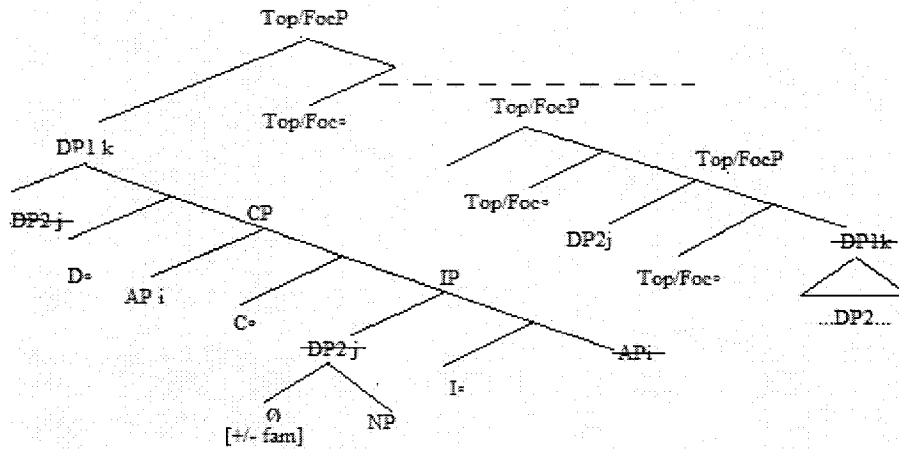 Top/FocP
Top/Foc°
Top/FocP
DP1 k
Top/FocP
DP2 j
CP
Top/Foc°
DP2j
DP1k
D°
AP i
IP
Top/Foc°
C°
...DP2...
DP2 j
APi
I°
Ø
NP
[+/- fam]